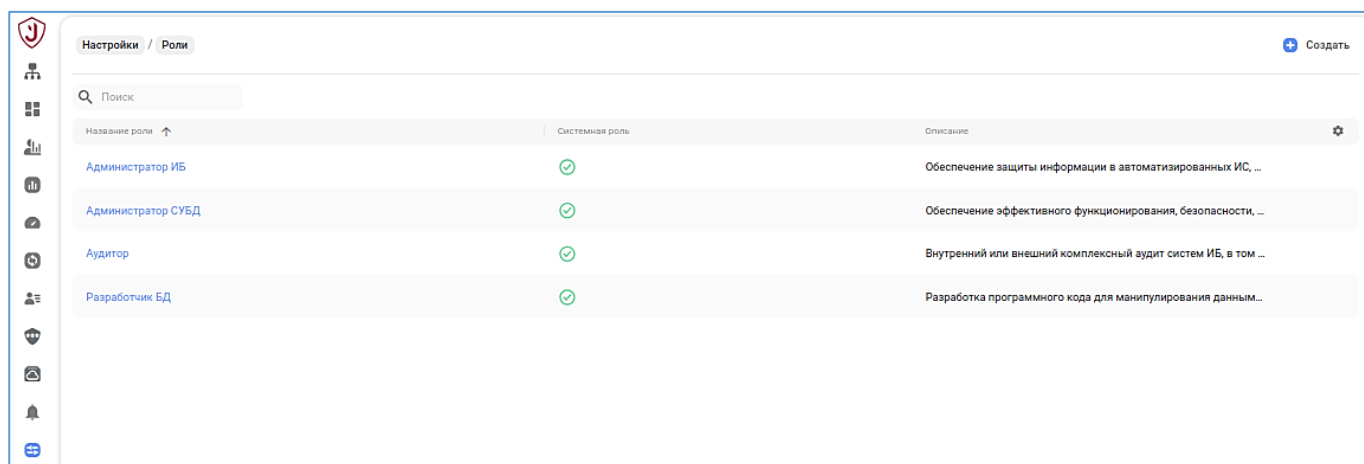 Настройки / Роли
Создать
Поиск
Название роли Системная роль Описание
Администратор ИБ Обеспечение защиты информации в автоматизированных ИС, ...
Администратор СУБД Обеспечение эффективного функционирования, безопасности, ...
Аудитор Внутренний или внешний комплексный аудит систем ИБ, в том ...
Разработчик БД Разработка программного кода для манипулирования данным...